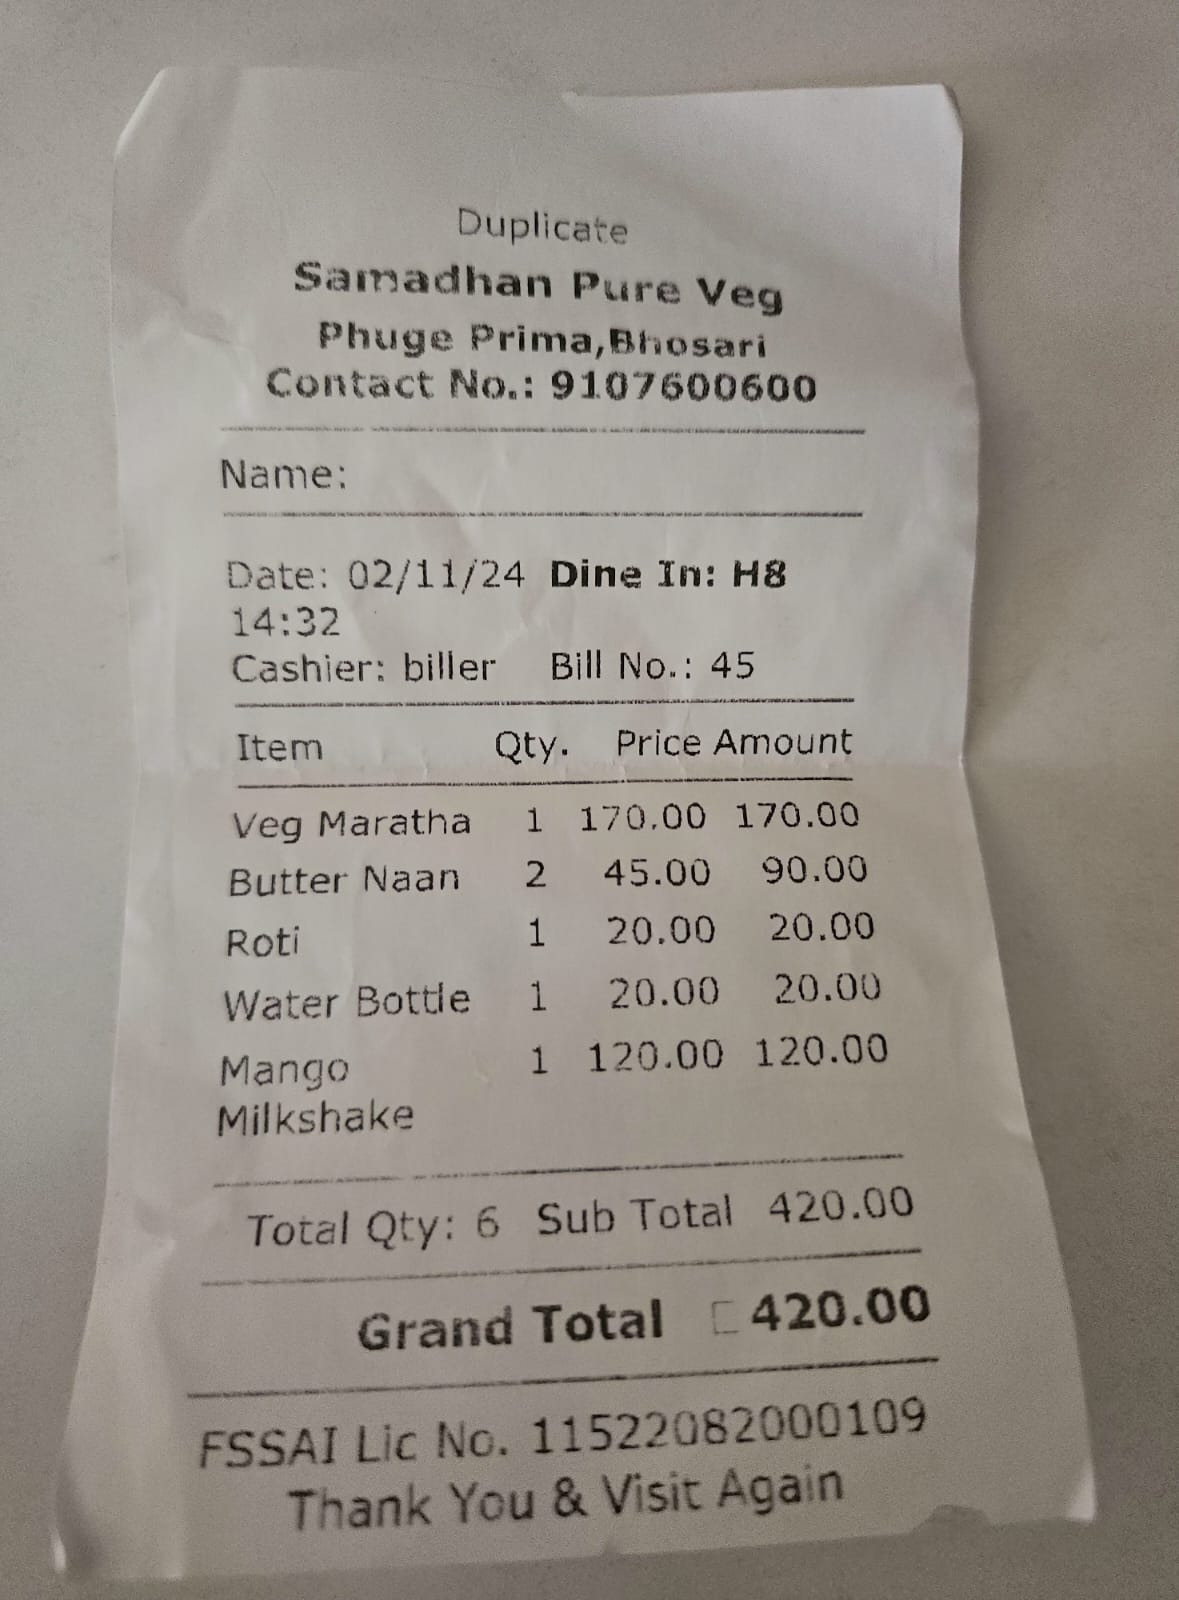 Duplicate
Samadhan Pure Veg
Phuge Prima,Bhosari
Contact No.: 9107600600
Name:
Date: 02/11/24 Dine In: H8
14:32
Cashier: biller Bill No.: 45
Item Qty. Price Amount
Veg Maratha 1 170.00 170.00
Butter Naan 2 45.00 90.00
Roti 1 20.00 20.00
Water Bottle 1 20.00 20.00
Mango 1 120.00 120.00
Milkshake
Total Qty: 6 Sub Total 420.00
Grand Total 420.00
FSSAI Lic No. 11522082000109
Thank You & Visit Again